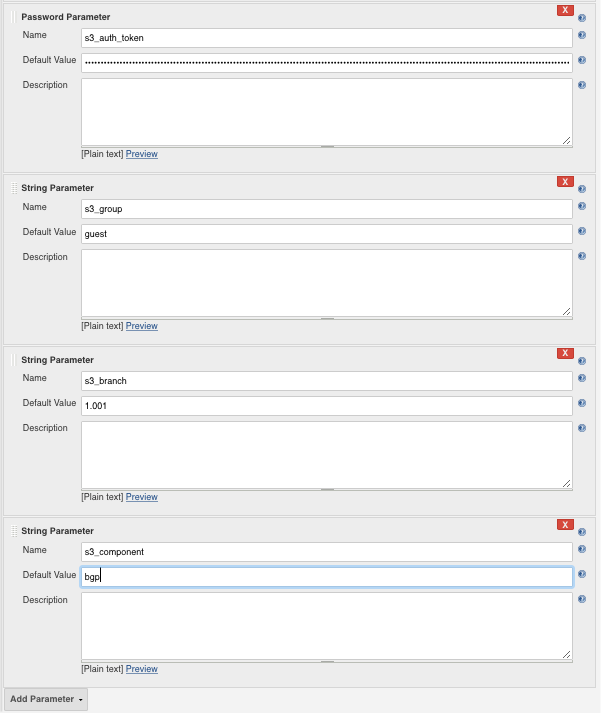 Password Parameter
X
Name s3_auth_token
Default Value
Description
[Plain text] Preview
String Parameter
X
Name s3_group
Default Value guest
Description
[Plain text] Preview
String Parameter
X
Name s3_branch
Default Value 1.001
Description
[Plain text] Preview
String Parameter
X
Name s3_component
Default Value bgp
Description
[Plain text] Preview
Add Parameter